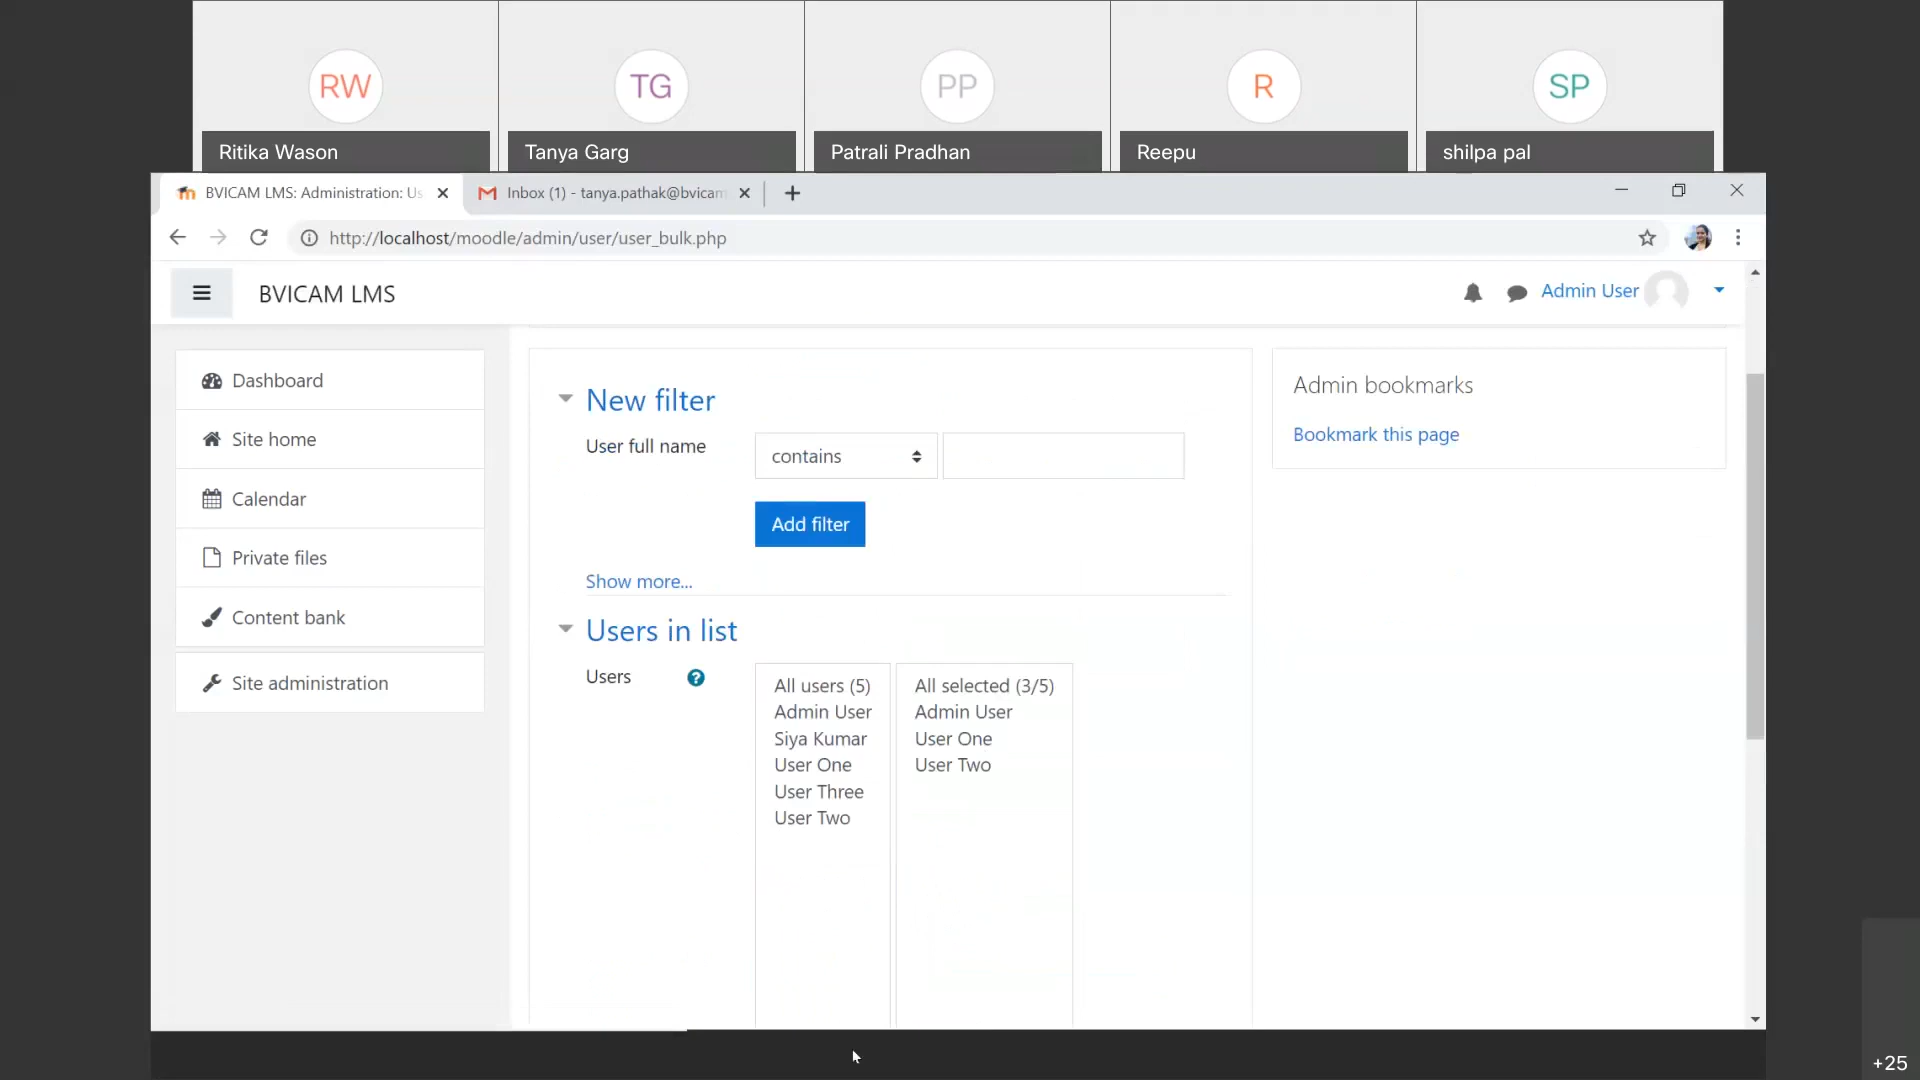 RW
TG
PP
R
SP
Ritika Wason
Tanya Garg
Patrali Pradhan
Reepu
shilpa pal
BVICAM LMS: Administration: Us
Inbox (1) - tanya.pathak@bvicam
http://localhost/moodle/admin/user/user_bulk.php
BVICAM LMS
Admin User
Dashboard
Site home
Calendar
Private files
Content bank
Site administration
New filter
User full name
contains
Add filter
Show more...
Users in list
Users
?
All users (5)
Admin User
Siya Kumar
User One
User Three
User Two
All selected (3/5)
Admin User
User One
User Two
Admin bookmarks
Bookmark this page
+25